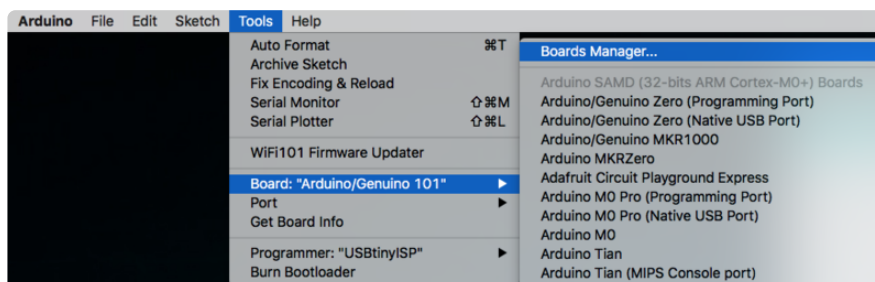 Arduino File Edit Sketch Tools Help
Auto Format ⌘T
Archive Sketch
Fix Encoding & Reload
Serial Monitor ⇧⌘M
Serial Plotter ⇧⌘L
WiFi101 Firmware Updater
Board: "Arduino/Genuino 101" ▶
Port ▶
Get Board Info
Programmer: "USBtinyISP" ▶
Burn Bootloader
Boards Manager...
Arduino SAMD (32-bits ARM Cortex-M0+) Boards
Arduino/Genuino Zero (Programming Port)
Arduino/Genuino Zero (Native USB Port)
Arduino/Genuino MKR1000
Arduino MKRZero
Adafruit Circuit Playground Express
Arduino M0 Pro (Programming Port)
Arduino M0 Pro (Native USB Port)
Arduino M0
Arduino Tian
Arduino Tian (MIPS Console port)